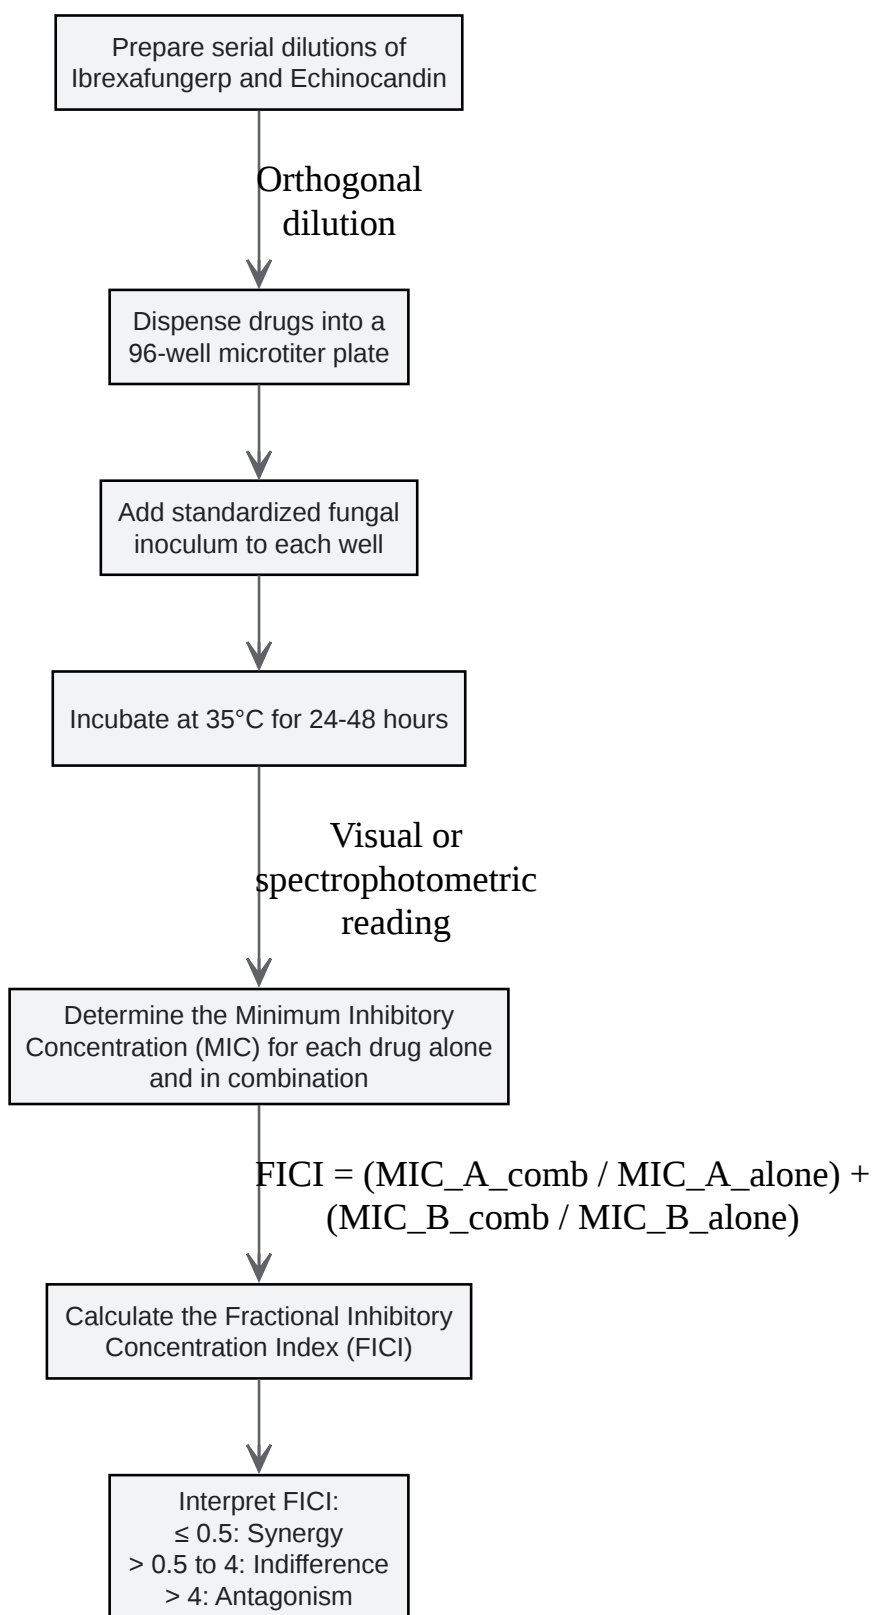 Prepare serial dilutions of
Ibrexafungerp and Echinocandin
Orthogonal
dilution
Dispense drugs into a
96-well microtiter plate
Add standardized fungal
inoculum to each well
Incubate at 35°C for 24-48 hours
Visual or
spectrophotometric
reading
Determine the Minimum Inhibitory
Concentration (MIC) for each drug alone
and in combination
FICI = (MIC_A_comb / MIC_A_alone) +
(MIC_B_comb / MIC_B_alone)
Calculate the Fractional Inhibitory
Concentration Index (FICI)
Interpret FICI:
≤ 0.5: Synergy
> 0.5 to 4: Indifference
> 4: Antagonism